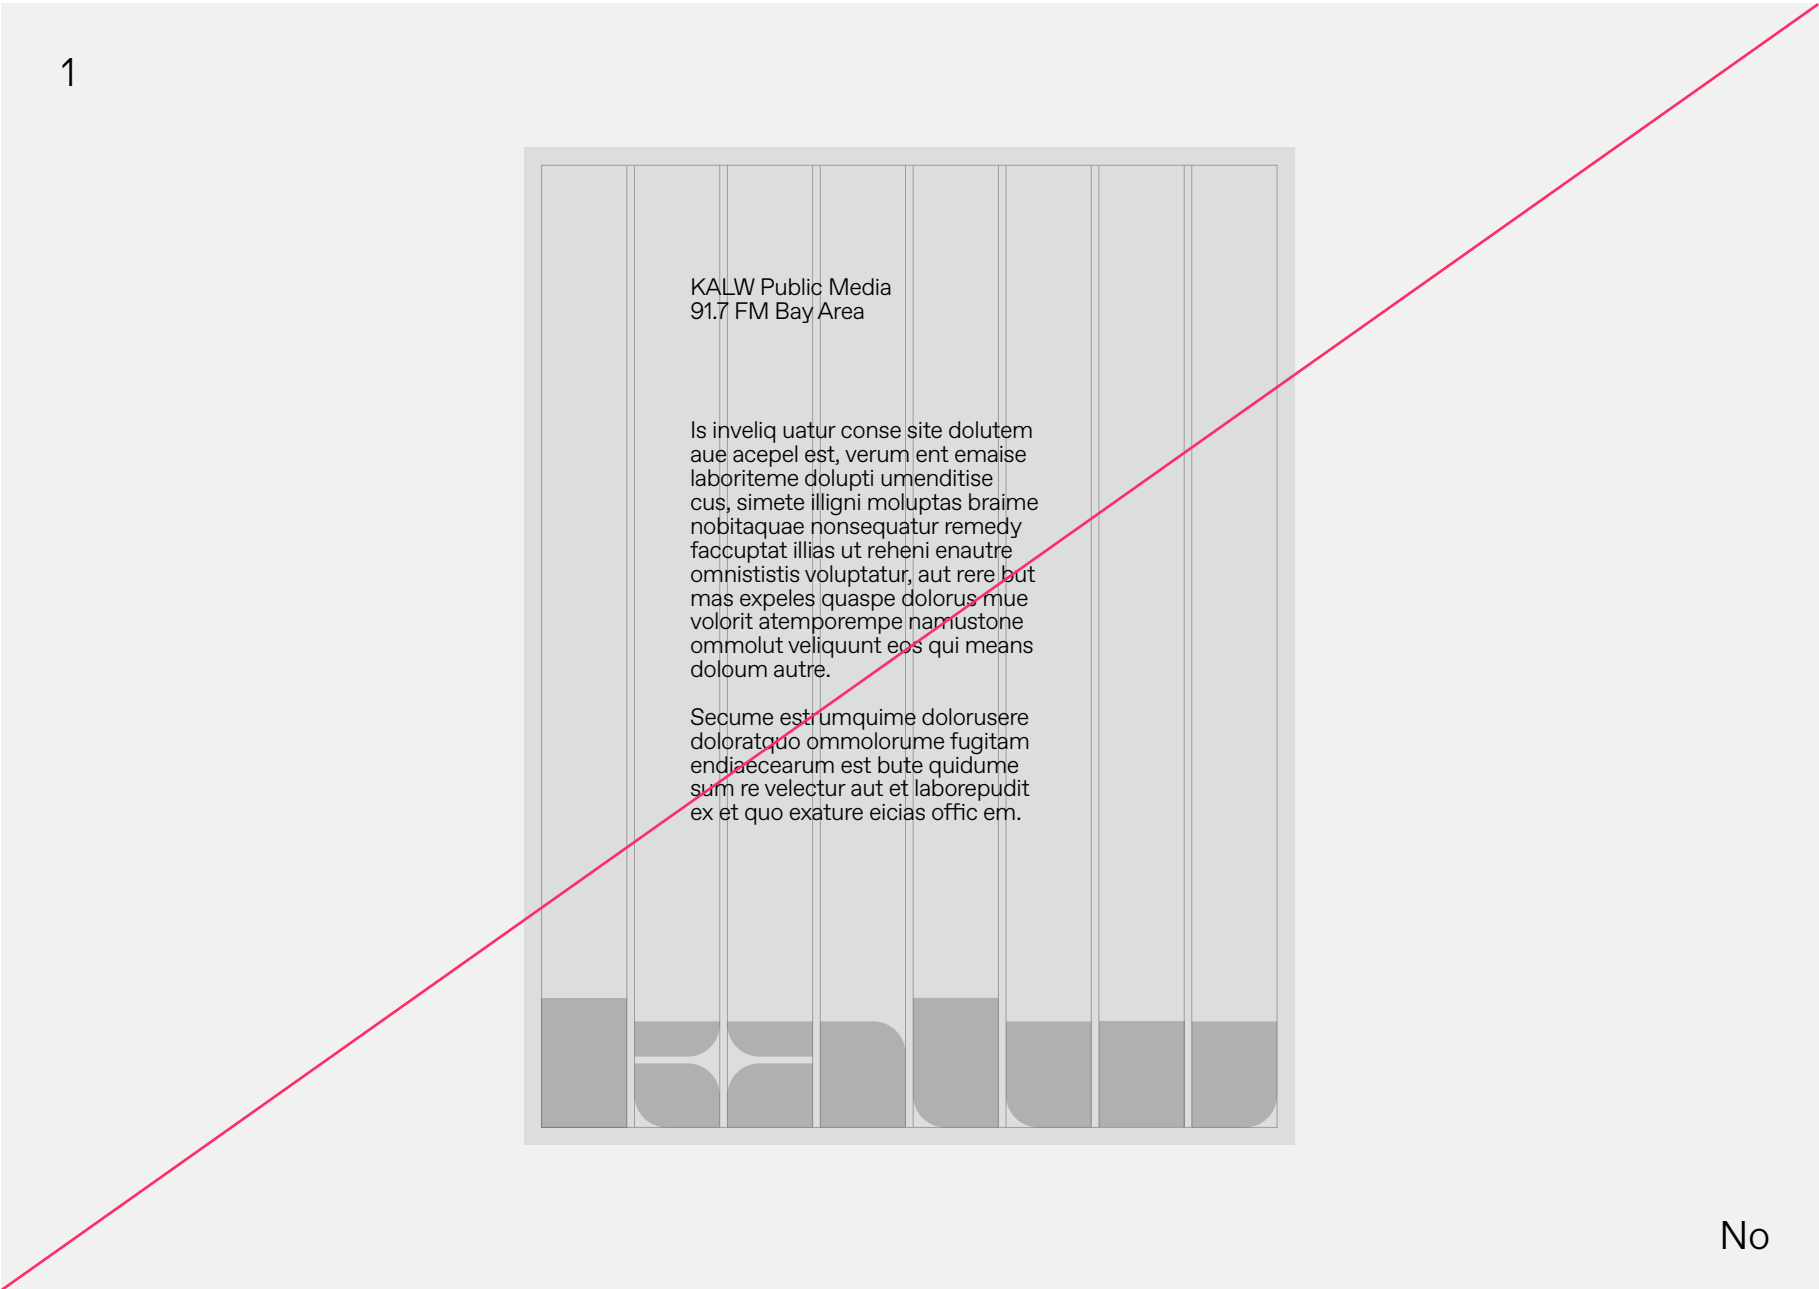 1
KALW Public Media
91.7 FM Bay Area
Is inveliq uatur conse site dolutem
aue acepel est, verum ent emaise
laboriteme dolupti umenditise
cus, simete illigni moluptas braime
nobitaquae nonsequatur remedy
faccuptat illias ut reheni enautre
omnististis voluptatur, aut rere but
mas expeles quaspe dolorus mue
volorit atemporempe namustone
ommolut veliquunt eos qui means
doloum autre.
Secume estrumquime dolorusere
doloratquo ommolorume fugitam
endiaecearum est bute quidume
sum re velectur aut et laborepudit
ex et quo exature eicias offic em.
No